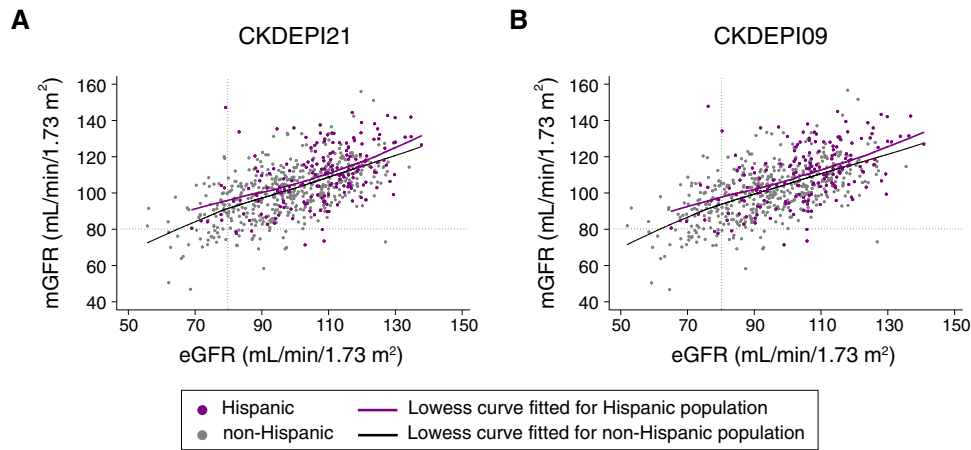 A
CKDEPI21
mGFR (mL/min/1.73 m²)
160
140
120
100
80
60
40
50
70
90
110
130
150
eGFR (mL/min/1.73 m²)
B
CKDEPI09
mGFR (mL/min/1.73 m²)
160
140
120
100
80
60
40
50
70
90
110
130
150
eGFR (mL/min/1.73 m²)
Hispanic
Lowess curve fitted for Hispanic population
non-Hispanic
Lowess curve fitted for non-Hispanic population